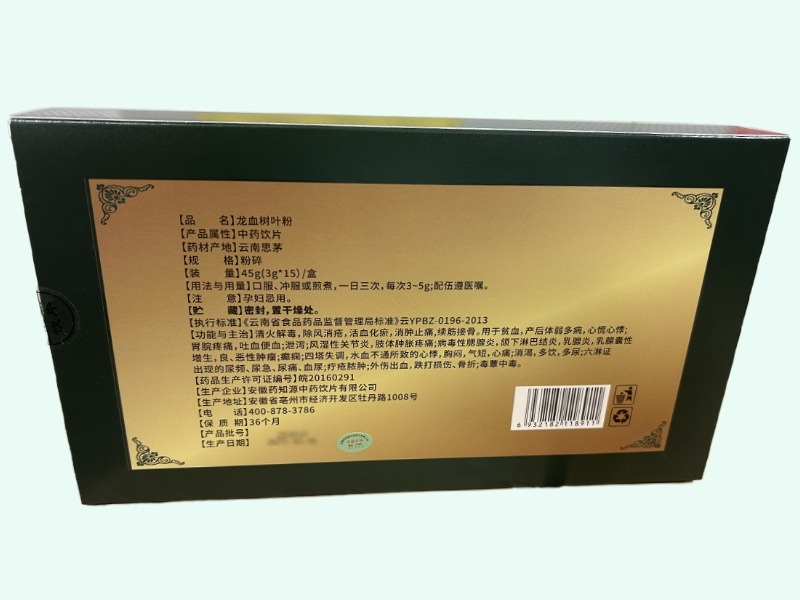 【品　　名】龙血树叶粉
【产品属性】中药饮片
【药材产地】云南思茅
【规　　格】粉碎
【装　　量】45g(3g*15)/盒
【用法与用量】口服、冲服或煎煮，一日三次，每次3~5g;配伍遵医嘱。
【注　　意】孕妇忌用。
【贮　　藏】密封,置干燥处。
【执行标准】《云南省食品药品监督管理局标准》云YPBZ-0196-2013
【功能与主治】清火解毒，除风消疮，活血化瘀，消肿止痛,续筋接骨。用于贫血，产后体弱多病，心慌心悸；
胃脘疼痛，吐血便血;泄泻;风湿性关节炎，肢体肿胀疼痛;病毒性腮腺炎，颌下淋巴结炎,乳腺炎,乳腺囊性
增生，良、恶性肿瘤;癫痫;四塔失调，水血不通所致的心悸，胸闷，气短，心痛;消渴，多饮，多尿;六淋证
出现的尿频、尿急、尿痛、血尿;疔疮脓肿;外伤出血，跌打损伤、骨折;毒蕈中毒。
【药品生产许可证编号】皖20160291
【生产企业】安徽药知源中药饮片有限公司
【生产地址】安徽省亳州市经济开发区牡丹路1008号
【电　　话】400-878-3786
【保 质 期】36个月
【产品批号】
【生产日期】
6 932182 118911